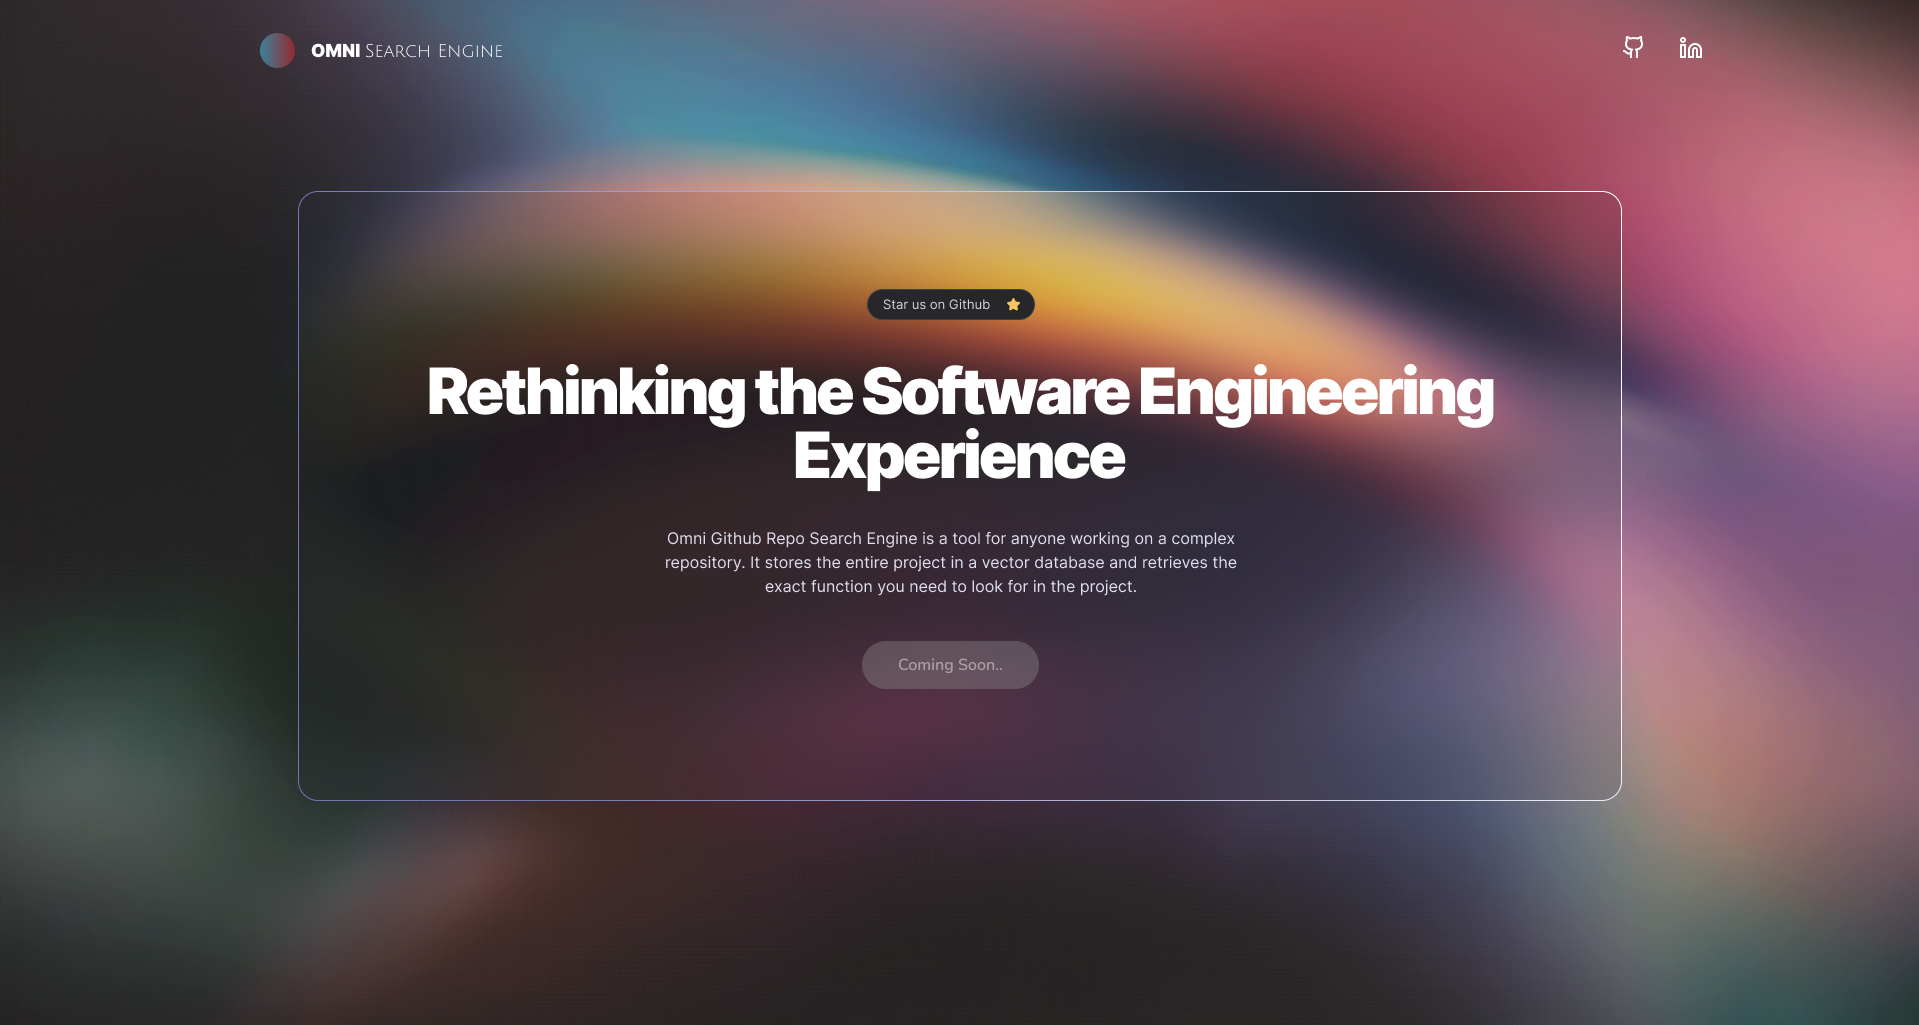 OMNI Search Engine
Star us on Github
Rethinking the Software Engineering
Experience
Omni Github Repo Search Engine is a tool for anyone working on a complex
repository. It stores the entire project in a vector database and retrieves the
exact function you need to look for in the project.
Coming Soon..